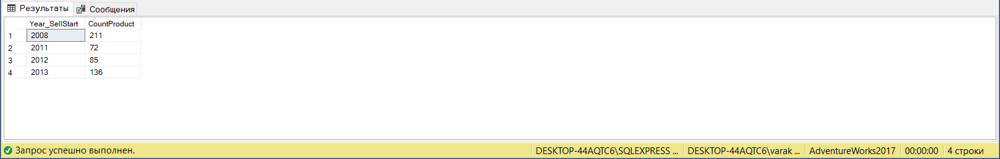 Результаты Сообщения
Year_SellStart CountProduct
1 2008 211
2 2011 72
3 2012 85
4 2013 136
Запрос успешно выполнен. DESKTOP-44AQTC6\SQLEXPRESS ... DESKTOP-44AQTC6\varak ... AdventureWorks2017 00:00:00 4 строки